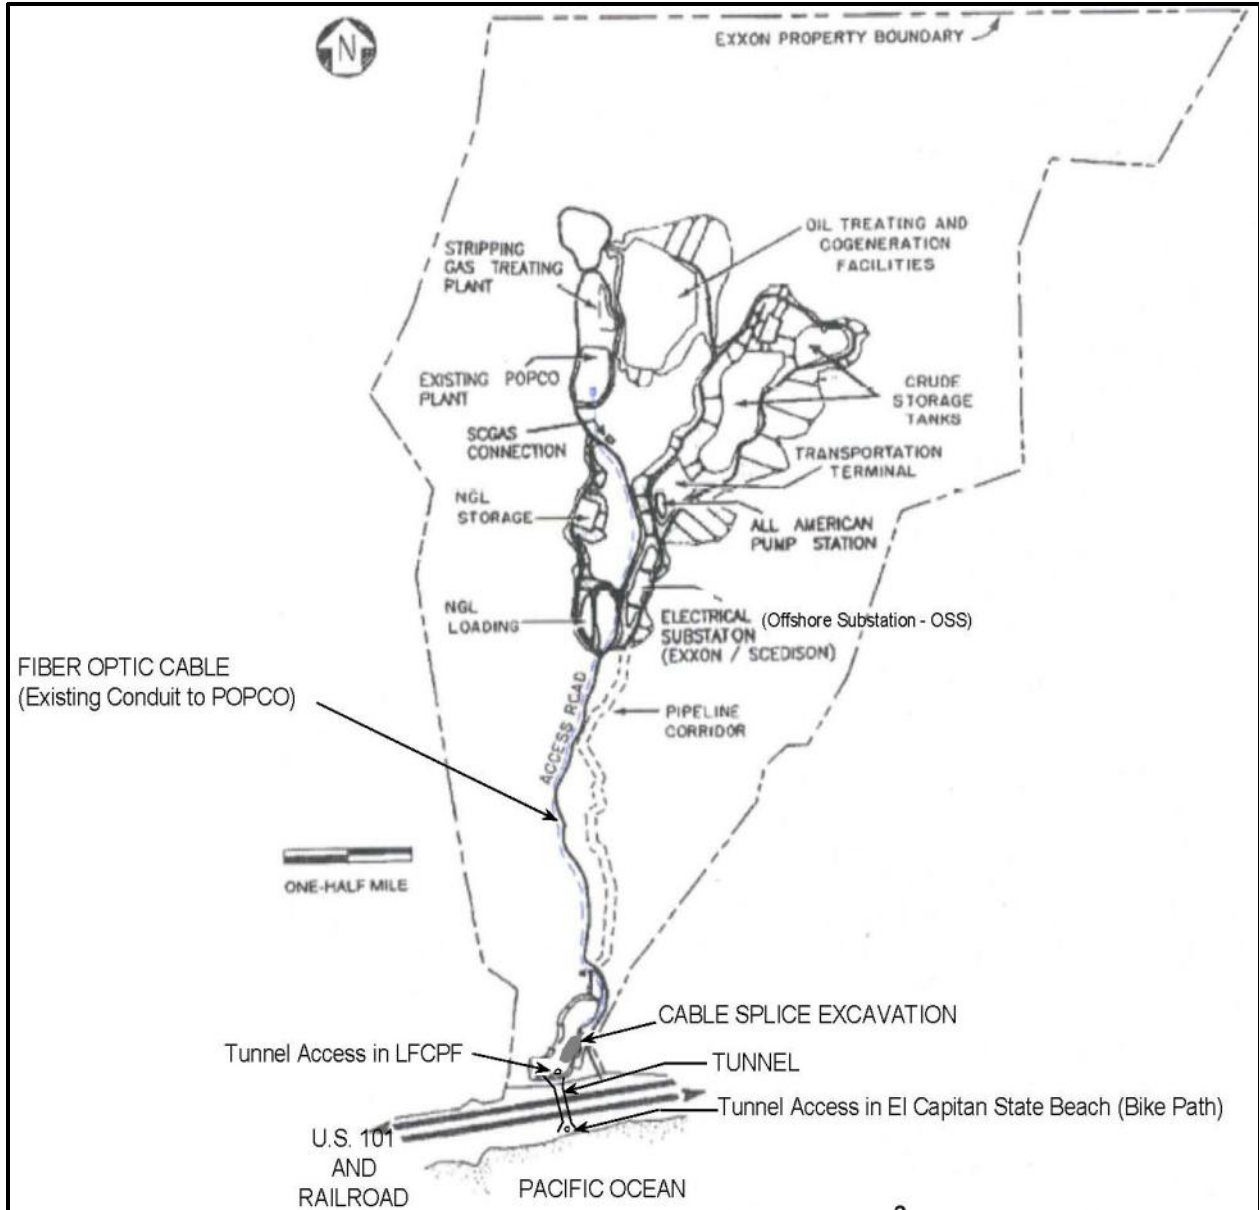 EXXON PROPERTY BOUNDARY
N
OIL TREATING AND
COGENERATION
FACILITIES
STRIPPING
GAS TREATING
PLANT
EXISTING POPCO
PLANT
CRUDE
STORAGE
TANKS
SCGAS
CONNECTION
TRANSPORTATION
TERMINAL
NGL
STORAGE
ALL AMERICAN
PUMP STATION
NGL
LOADING
ELECTRICAL (Offshore Substation - OSS)
SUBSTATON
(EXXON / SCEDISON)
FIBER OPTIC CABLE
(Existing Conduit to POPCO)
ACCESS ROAD
PIPELINE
CORRIDOR
ONE-HALF MILE
CABLE SPLICE EXCAVATION
Tunnel Access in LFCPF
TUNNEL
Tunnel Access in El Capitan State Beach (Bike Path)
U.S. 101
AND
RAILROAD
PACIFIC OCEAN